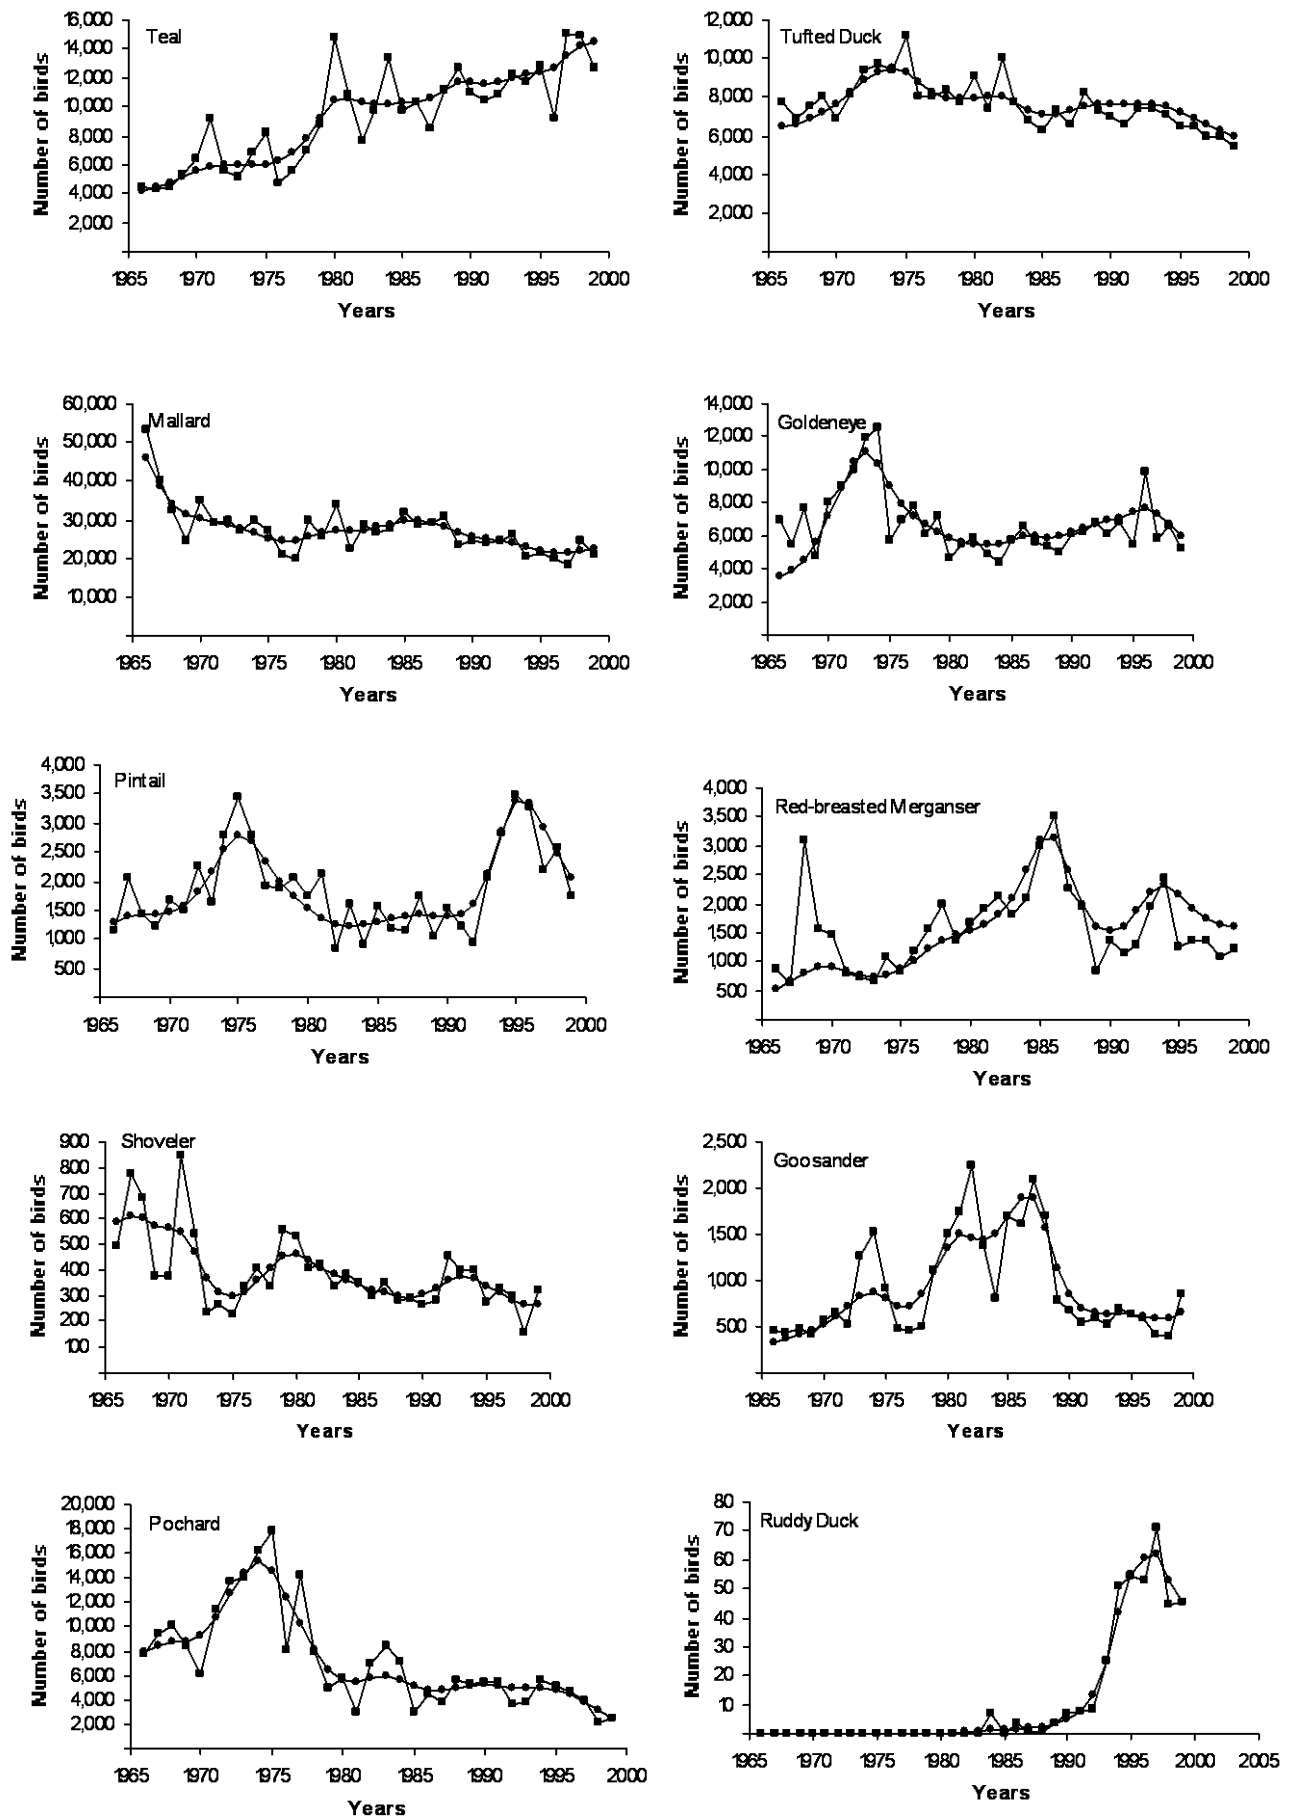 Teal
Number of birds
16,000
14,000
12,000
10,000
8,000
6,000
4,000
2,000
1965 1970 1975 1980 1985 1990 1995 2000
Years
Tufted Duck
Number of birds
12,000
10,000
8,000
6,000
4,000
2,000
1965 1970 1975 1980 1985 1990 1995 2000
Years
Mallard
Number of birds
60,000
50,000
40,000
30,000
20,000
10,000
1965 1970 1975 1980 1985 1990 1995 2000
Years
Goldeneye
Number of birds
14,000
12,000
10,000
8,000
6,000
4,000
2,000
1965 1970 1975 1980 1985 1990 1995 2000
Years
Pintail
Number of birds
4,000
3,500
3,000
2,500
2,000
1500
1000
500
1965 1970 1975 1980 1985 1990 1995 2000
Years
Red-breasted Merganser
Number of birds
4,000
3,500
3,000
2,500
2,000
1500
1000
500
1965 1970 1975 1980 1985 1990 1995 2000
Years
Shoveler
Number of birds
900
800
700
600
500
400
300
200
100
1965 1970 1975 1980 1985 1990 1995 2000
Years
Goosander
Number of birds
2,500
2,000
1500
1000
500
1965 1970 1975 1980 1985 1990 1995 2000
Years
Pochard
Number of birds
20,000
18,000
16,000
14,000
12,000
10,000
8,000
6,000
4,000
2,000
1965 1970 1975 1980 1985 1990 1995 2000
Years
Ruddy Duck
Number of birds
80
70
60
50
40
30
20
10
1965 1970 1975 1980 1985 1990 1995 2000 2005
Years